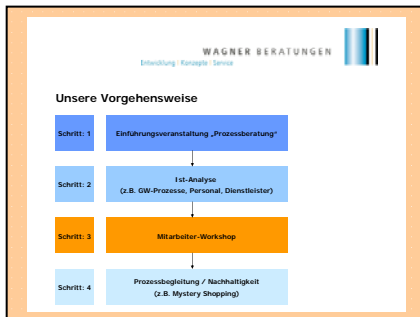 WAGNER BERATUNGEN
Entwicklung | Konzepte | Service
Unsere Vorgehensweise
Schritt: 1
Einführungsveranstaltung „Prozessberatung“
Schritt: 2
Ist-Analyse
(z.B. GW-Prozesse, Personal, Dienstleister)
Schritt: 3
Mitarbeiter-Workshop
Schritt: 4
Prozessbegleitung / Nachhaltigkeit
(z.B. Mystery Shopping)